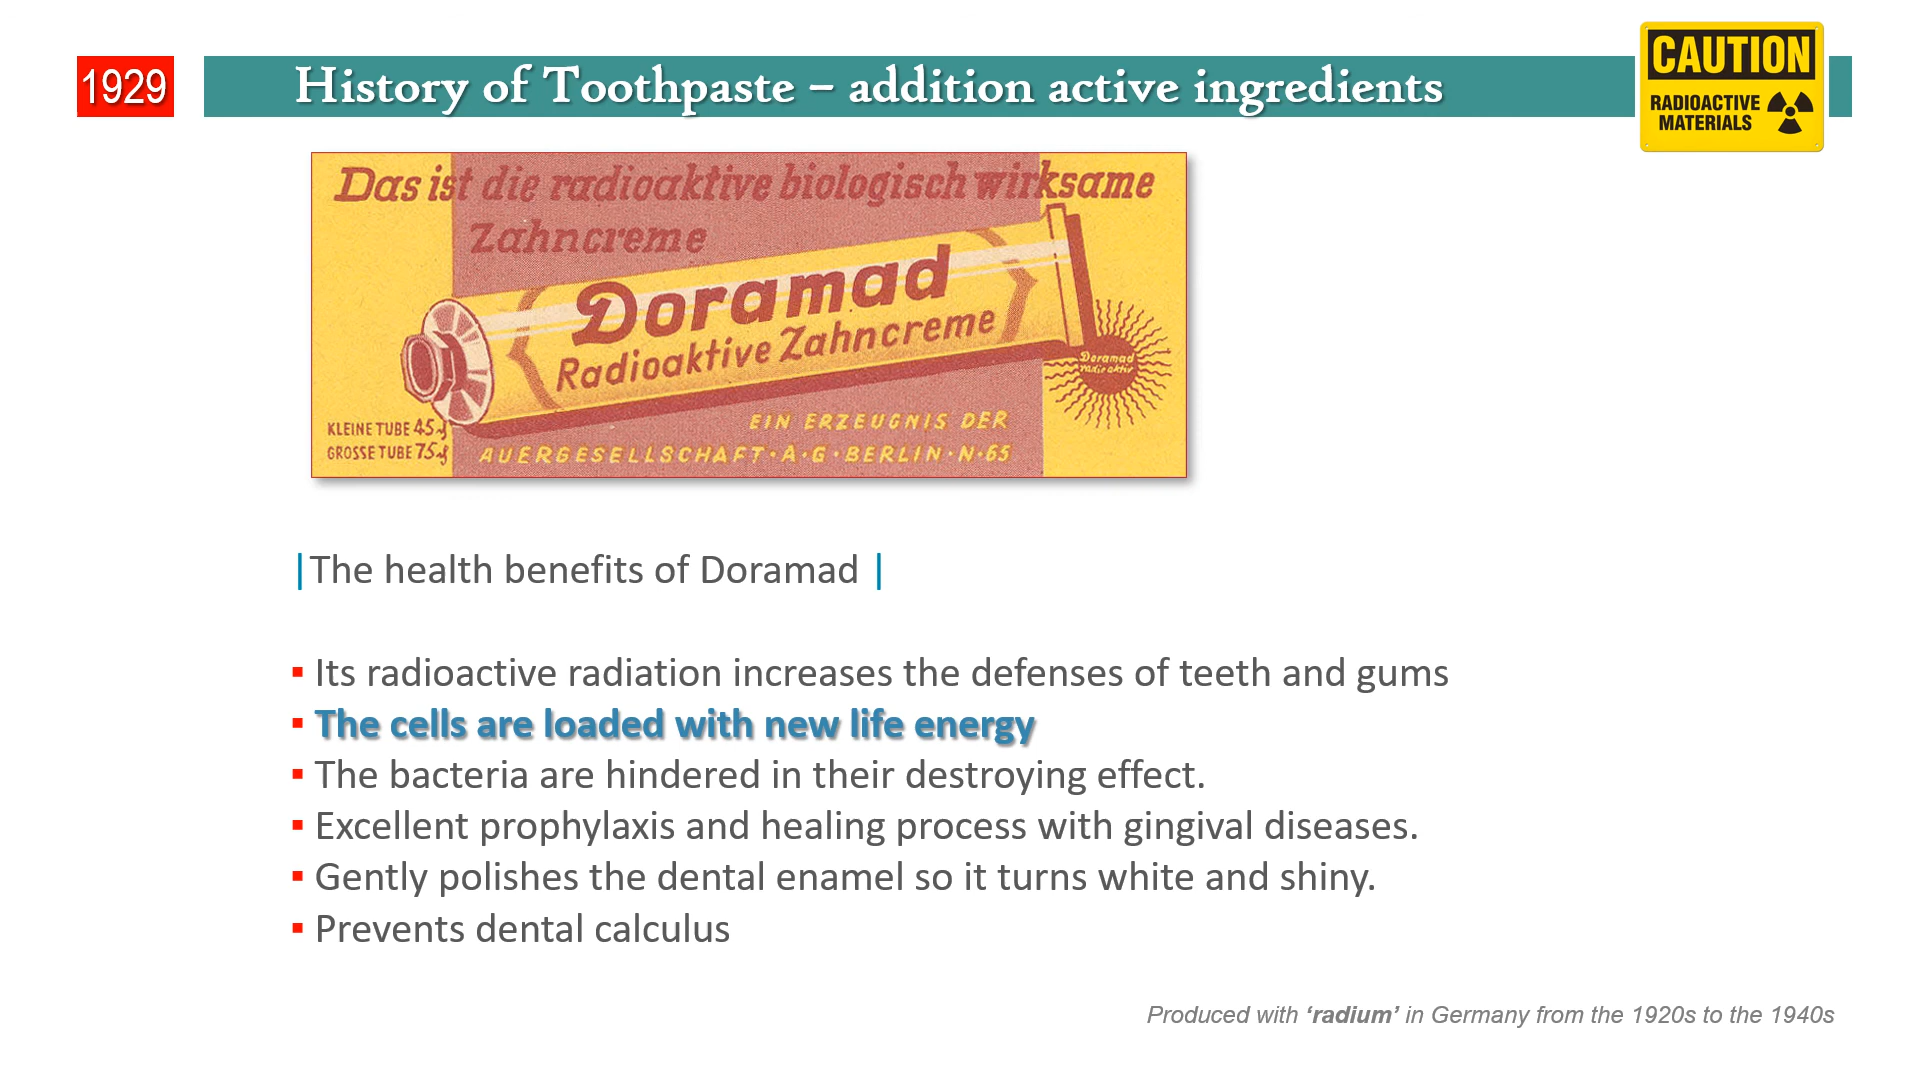 1929
History of Toothpaste – addition active ingredients
CAUTION
RADIOACTIVE
MATERIALS
Das ist die radioaktive biologisch wirksame
Zahncreme
Doramad
Radioaktive Zahncreme
Doramad
radioaktiv
KLEINE TUBE 45 ₰
GROSSE TUBE 75 ₰
EIN ERZEUGNIS DER
AUERGESELLSCHAFT·A·G·BERLIN·N·65
|The health benefits of Doramad |
▪ Its radioactive radiation increases the defenses of teeth and gums
▪ The cells are loaded with new life energy
▪ The bacteria are hindered in their destroying effect.
▪ Excellent prophylaxis and healing process with gingival diseases.
▪ Gently polishes the dental enamel so it turns white and shiny.
▪ Prevents dental calculus
Produced with ‘radium’ in Germany from the 1920s to the 1940s